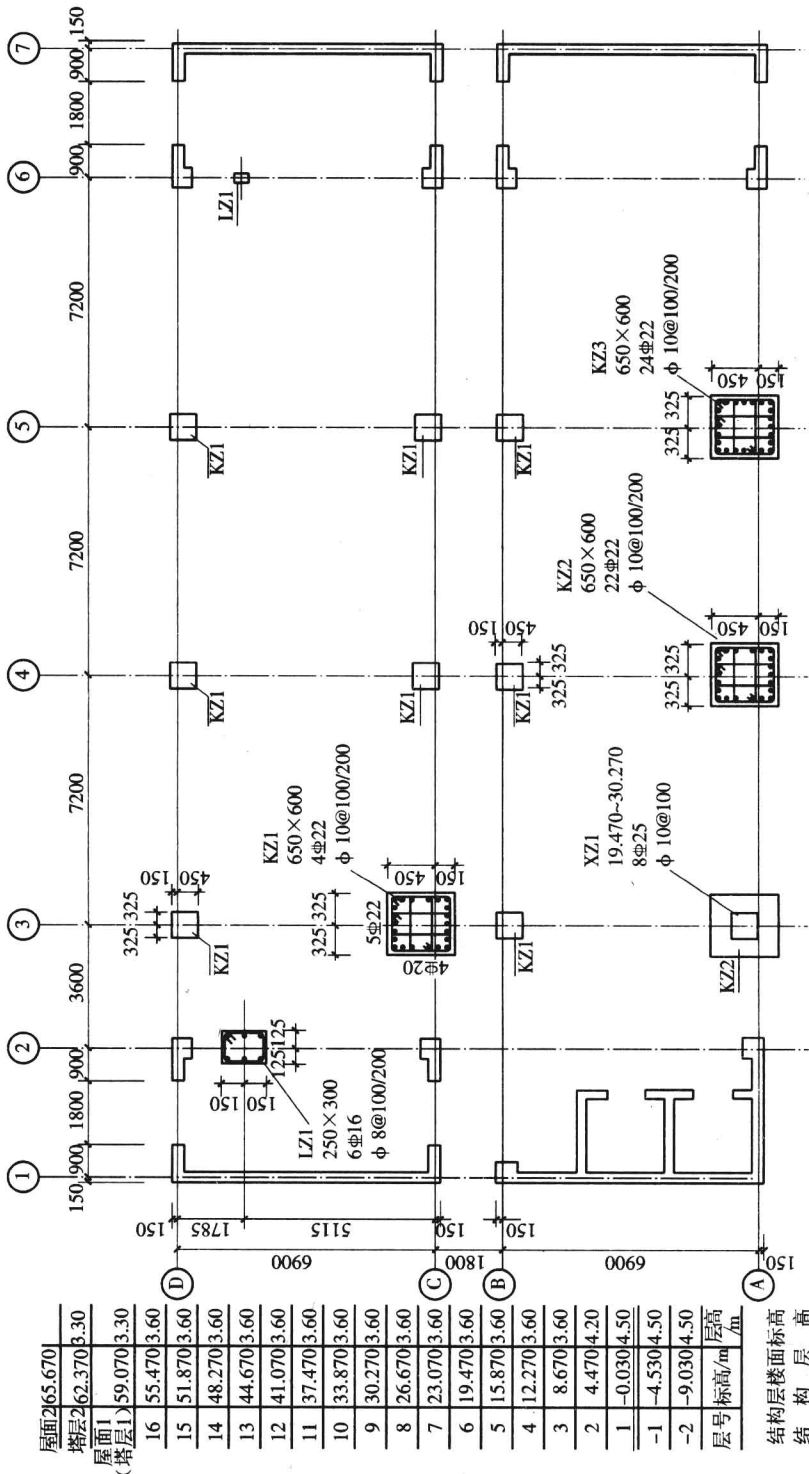 屋面2 65.670
塔层2 62.370 3.30
屋面1
(塔层1) 59.070 3.30
16 55.470 3.60
15 51.870 3.60
14 48.270 3.60
13 44.670 3.60
12 41.070 3.60
11 37.470 3.60
10 33.870 3.60
9 30.270 3.60
8 26.670 3.60
7 23.070 3.60
6 19.470 3.60
5 15.870 3.60
4 12.270 3.60
3 8.670 3.60
2 4.470 4.20
1 -0.030 4.50
-1 -4.530 4.50
-2 -9.030 4.50
层号 标高/m 层高/m
结构层楼面标高
结 构 层 高
1 2 3 4 5 6 7
150 900 1800 900 3600 7200 7200 7200 900 1800 900 150
D
C
B
A
150
1785
5115
150
6900
1800
150
6900
150
150
150
125 125
LZ1
250×300
6⌽16
ϕ 8@100/200
325 325
150
450
KZ1
KZ1
KZ1
LZ1
325 325
450
150
5⌽22
4⌽20
KZ1
650×600
4⌽22
ϕ 10@100/200
KZ1
KZ1
KZ1
KZ1
150
450
325 325
KZ1
KZ2
XZ1
19.470~30.270
8⌽25
ϕ 10@100
KZ2
650×600
22⌽22
ϕ 10@100/200
325 325
450
150
KZ3
650×600
24⌽22
ϕ 10@100/200
325 325
450
150